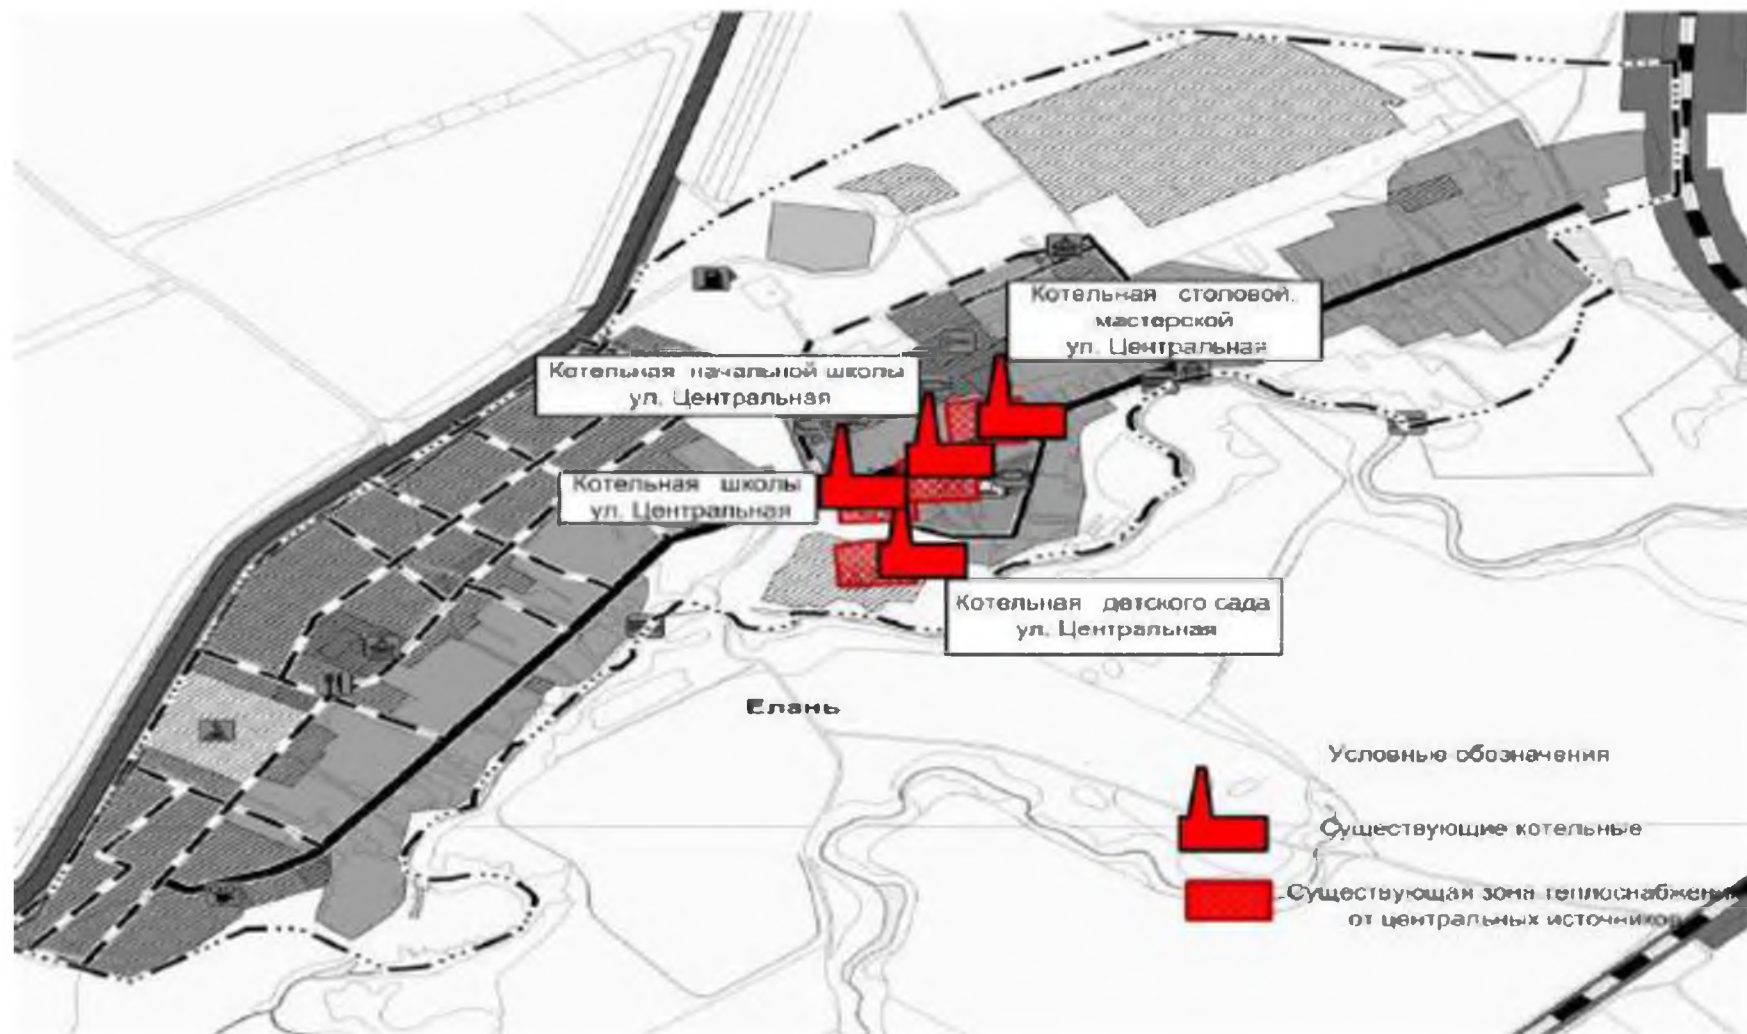 Котельная столовой,
мастерской
ул. Центральная
Котельная начальной школы
ул. Центральная
Котельная школы
ул. Центральная
Котельная детского сада
ул. Центральная
Елань
Условные обозначения
Существующие котельные
Существующая зона теплоснабжения
от центральных источников